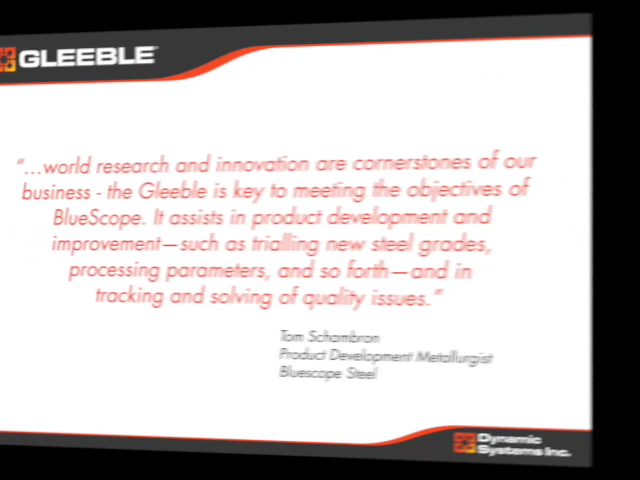 GLEEBLE
"...world research and innovation are cornerstones of our
business - the Gleeble is key to meeting the objectives of
BlueScope. It assists in product development and
improvement—such as trialling new steel grades,
processing parameters, and so forth—and in
tracking and solving of quality issues."
Tom Schambron
Product Development Metallurgist
Bluescope Steel
Dynamic
Systems Inc.